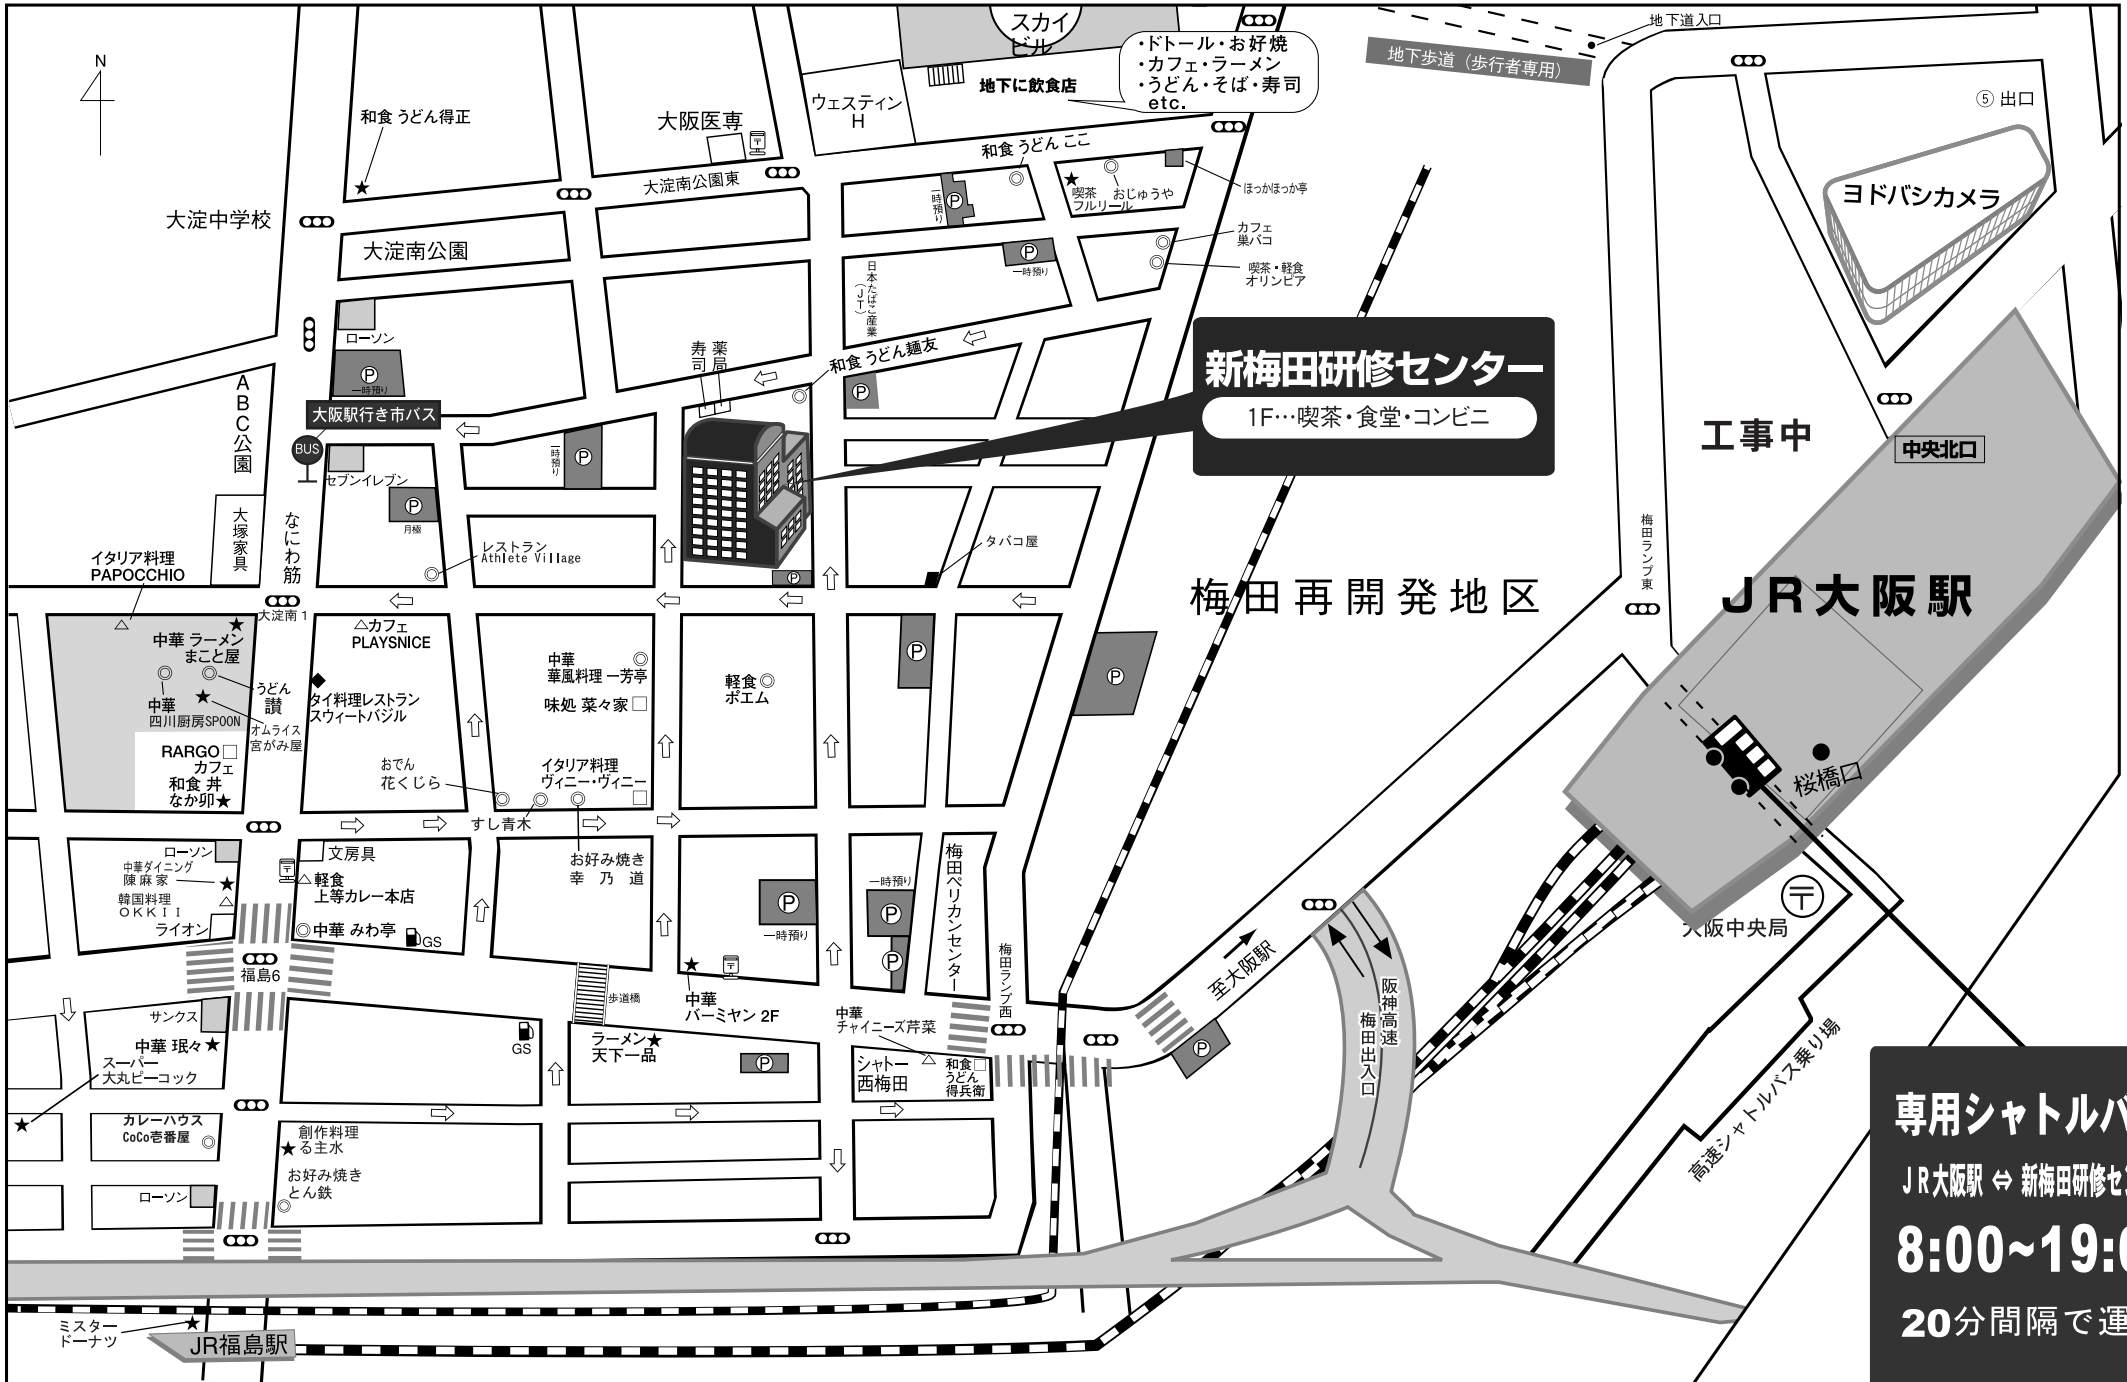 スカイ
ビル
・ドトール・お好焼
・カフェ・ラーメン
・うどん・そば・寿司
etc.
地下に飲食店
地下道入口
地下歩道（歩行者専用）
⑤ 出口
N
和食 うどん得正
大阪医専
ウェスティン
H
和食 うどん ここ
大淀南公園東
一時預り
P
喫茶
フルリール
おじゅうや
ほっかほっか亭
ヨドバシカメラ
大淀中学校
大淀南公園
カフェ
巣バコ
喫茶・軽食
オリンピア
P
一時預り
日本たばこ産業
（JT）
ローソン
P
一時預り
寿司
薬局
和食 うどん麺友
新梅田研修センター
1F…喫茶・食堂・コンビニ
ABC公園
大阪駅行き市バス
BUS
P
工事中
中央北口
セブンイレブン
一時預り
P
P
月極
大塚家具
なにわ筋
レストラン
Athlete Village
タバコ屋
P
梅田ランプ東
イタリア料理
PAPOCCHIO
大淀南1
梅田再開発地区
JR大阪駅
中華 ラーメン
まこと屋
カフェ
PLAYSNICE
中華
華風料理 一芳亭
P
P
うどん
讃
中華
四川厨房SPOON
タイ料理レストラン
スウィートバジル
味処 菜々家
軽食
ポエム
オムライス
宮がみ屋
RARGO
カフェ
和食 丼
なか卯
おでん
花くじら
イタリア料理
ヴィニー・ヴィニー
桜橋口
すし青木
ローソン
文房具
お好み焼き
幸乃道
梅田ペリカンセンター
中華ダイニング
陳麻家
軽食
上等カレー本店
韓国料理
OKKII
P
一時預り
一時預り
P
ライオン
中華 みわ亭
GS
P
大阪中央局
福島6
歩道橋
中華
バーミヤン 2F
梅田ランプ西
至大阪駅
阪神高速
梅田出入口
サンクス
GS
中華
チャイニーズ芹菜
中華 珉々
ラーメン
天下一品
P
P
スーパー
大丸ピーコック
シャトー
西梅田
和食
うどん
得兵衛
高速シャトルバス乗り場
カレーハウス
CoCo壱番屋
創作料理
る主水
お好み焼き
とん鉄
ローソン
専用シャトルバ
JR大阪駅 ⇔ 新梅田研修セン
8:00~19:0
20分間隔で運
ミスター
ドーナツ
JR福島駅